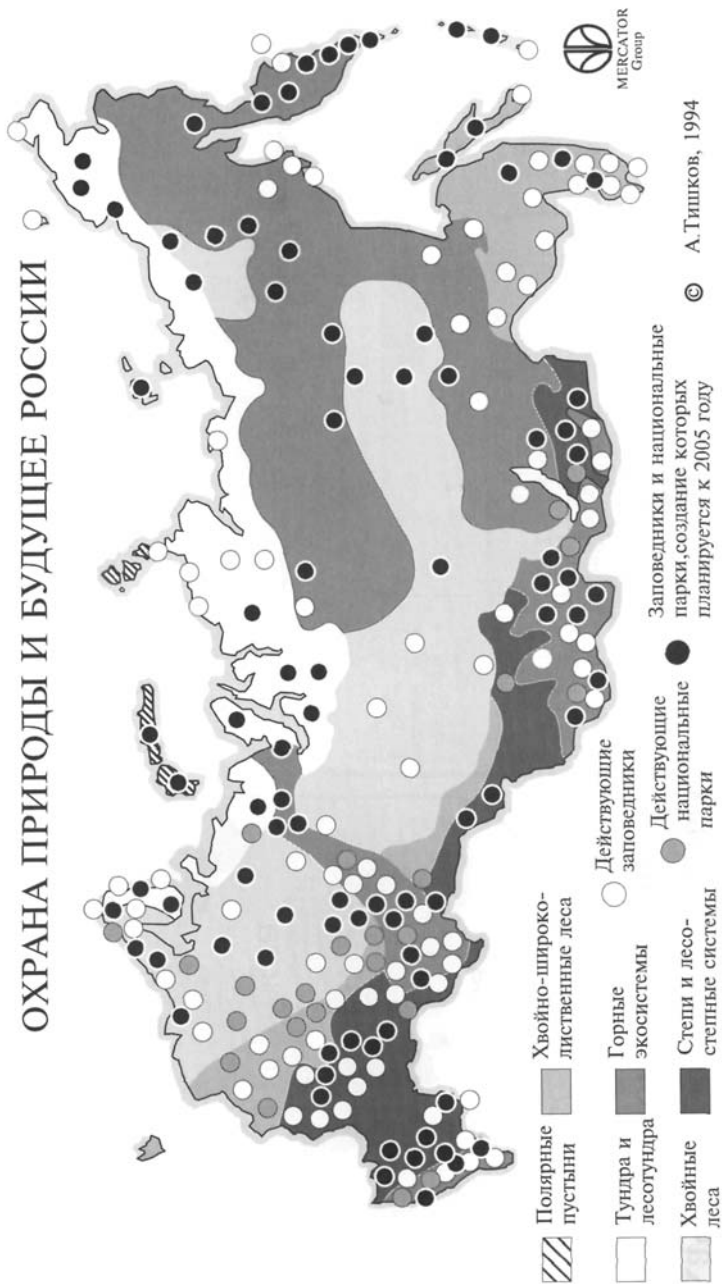 ОХРАНА ПРИРОДЫ И БУДУЩЕЕ РОССИИ
Полярные
пустыни
Тундра и
лесотундра
Хвойные
леса
Хвойно-широко-
лиственные леса
Горные
экосистемы
Степи и лесо-
степные системы
Действующие
заповедники
Действующие
национальные
парки
Заповедники и национальные
парки,создание которых
планируется к 2005 году
© А.Тишков, 1994
MERCATOR
Group